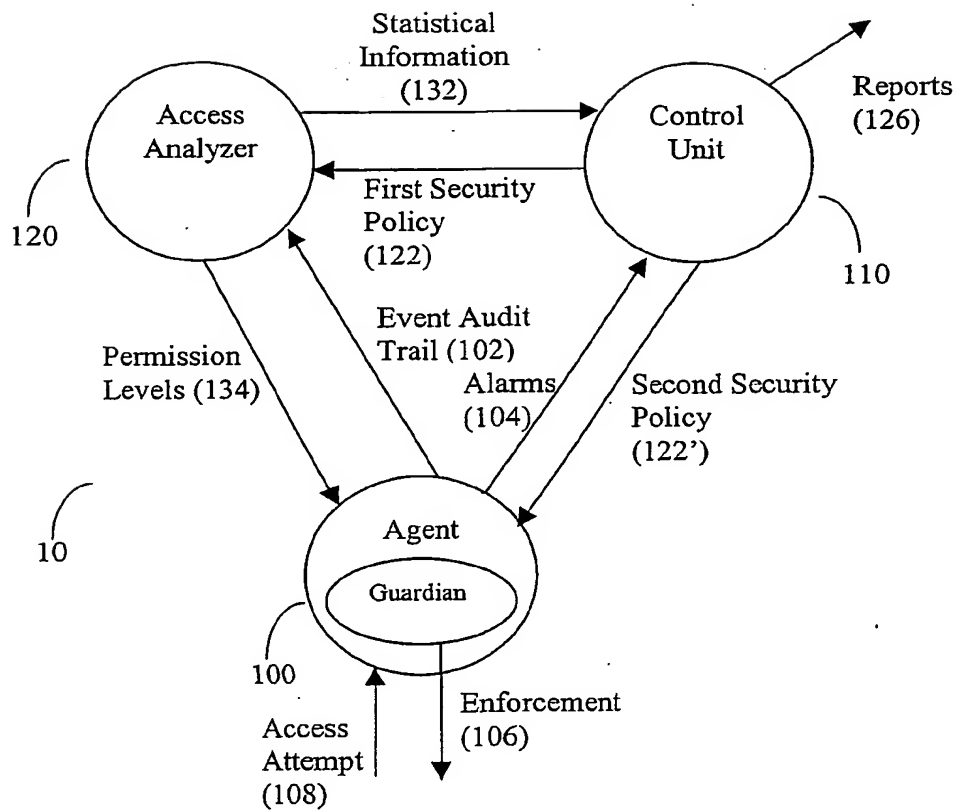 Statistical
Information
(132)
Reports
(126)
Access
Analyzer
Control
Unit
First Security
Policy
(122)
120
110
Event Audit
Trail (102)
Permission
Levels (134)
Alarms
(104)
Second Security
Policy
(122’)
10
Agent
Guardian
100
Access
Attempt
(108)
Enforcement
(106)